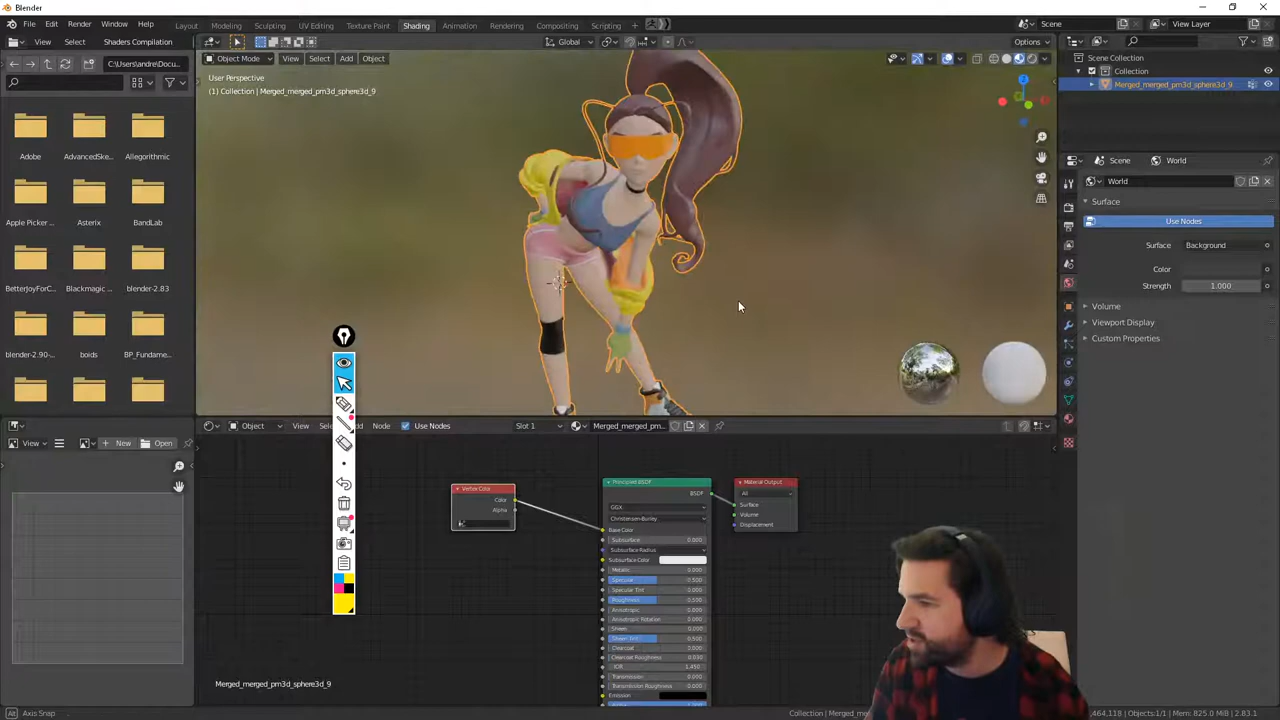 Blender
File Edit Render Window Help Layout Modeling Sculpting UV Editing Texture Paint Shading Animation Rendering Compositing Scripting Scene View Layer
View Select Shaders Compilation Global Options
C:\Users\andre\Docu... Object Mode View Select Add Object
User Perspective
(1) Collection | Merged_merged_pm3d_sphere3d_9
Scene Collection
Collection
Merged_merged_pm3d_sphere3d_9
Adobe AdvancedSke... Allegorithmic
Apple Picker ... Asterix BandLab
BetterJoyForC... Blackmagic ... blender-2.83
blender-2.90-... boids BP_Fundame...
Scene World
World
Surface
Use Nodes
Surface Background
Color
Strength 1.000
Volume
Viewport Display
Custom Properties
View New Open
Object View Node Use Nodes Slot 1 Merged_merged_pm...
Vertex Color
Color
Alpha
Principled BSDF
BSDF
GGX
Christensen-Burley
Base Color
Subsurface 0.000
Subsurface Radius
Subsurface Color
Metallic 0.000
Specular 0.500
Specular Tint 0.000
Roughness 0.500
Anisotropic 0.000
Anisotropic Rotation 0.000
Sheen 0.000
Sheen Tint 0.500
Clearcoat 0.000
Clearcoat Roughness 0.030
IOR 1.450
Transmission 0.000
Transmission Roughness 0.000
Emission
Material Output
All
Surface
Volume
Displacement
Merged_merged_pm3d_sphere3d_9
Axis Snap Collection | Merged_me... ,464,118 | Objects:1/1 | Mem: 825.0 MiB | 2.83.1